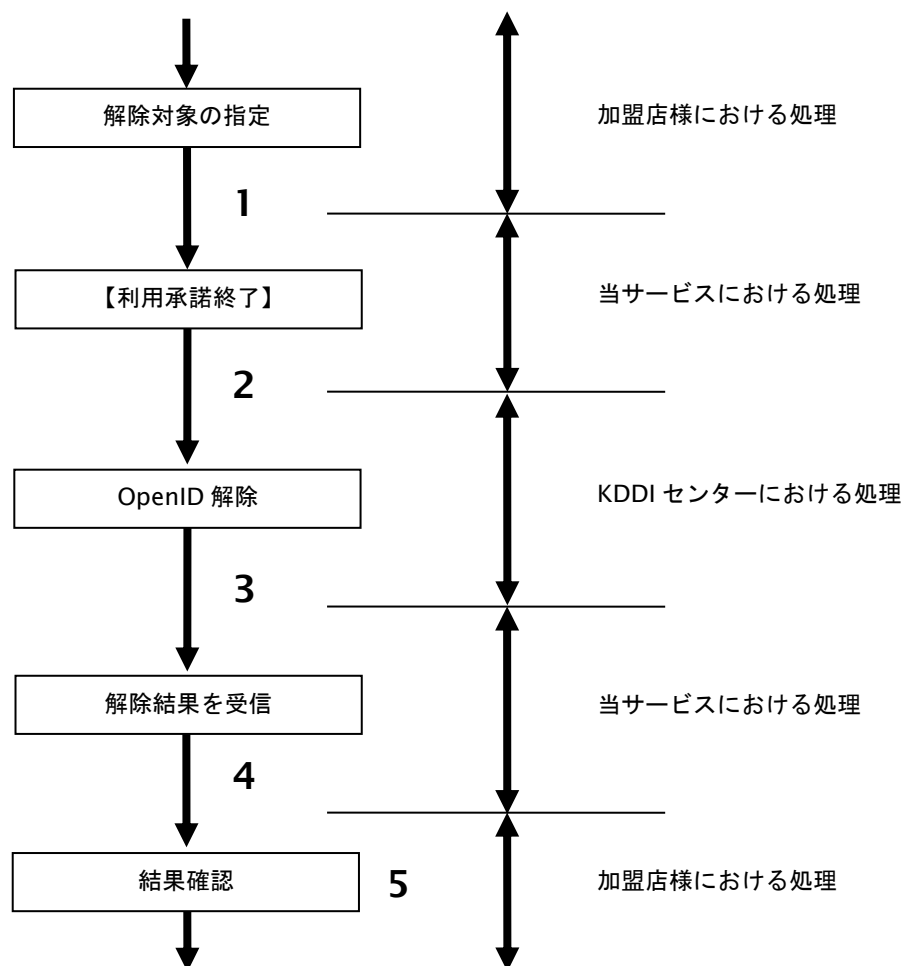 解除対象の指定
加盟店様における処理
1
【利用承諾終了】
当サービスにおける処理
2
OpenID 解除
KDDI センターにおける処理
3
解除結果を受信
当サービスにおける処理
4
結果確認
5
加盟店様における処理